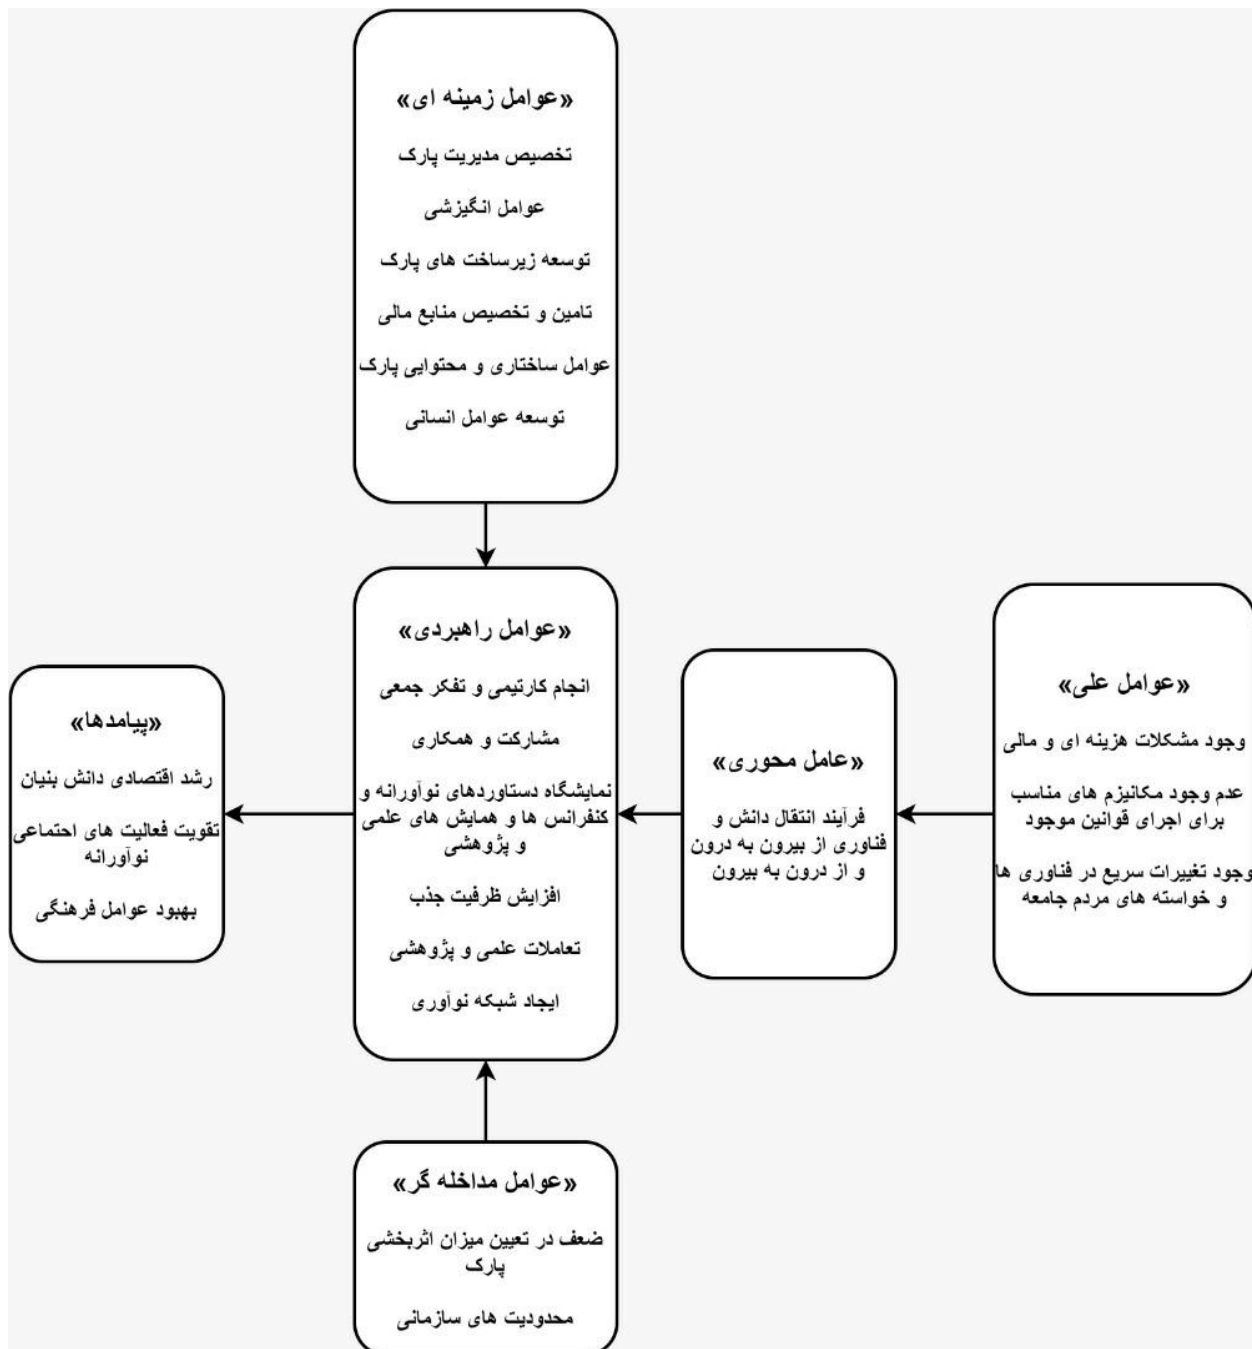 «عوامل زمینه ای»
تخصیص مدیریت پارک
عوامل انگیزشی
توسعه زیرساخت های پارک
تامین و تخصیص منابع مالی
عوامل ساختاری و محتوایی پارک
توسعه عوامل انسانی
«عوامل علی»
وجود مشکلات هزینه ای و مالی
عدم وجود مکانیزم های مناسب
برای اجرای قوانین موجود
وجود تغییرات سریع در فناوری ها
و خواسته های مردم جامعه
«عامل محوری»
فرآیند انتقال دانش و
فناوری از بیرون به درون
و از درون به بیرون
«عوامل راهبردی»
انجام کارتیمی و تفکر جمعی
مشارکت و همکاری
نمایشگاه دستاوردهای نوآورانه و
کنفرانس ها و همایش های علمی
و پژوهشی
افزایش ظرفیت جذب
تعاملات علمی و پژوهشی
ایجاد شبکه نوآوری
«پیامدها»
رشد اقتصادی دانش بنیان
تقویت فعالیت های احتماعی
نوآورانه
بهبود عوامل فرهنگی
«عوامل مداخله گر»
ضعف در تعیین میزان اثربخشی
پارک
محدودیت های سازمانی